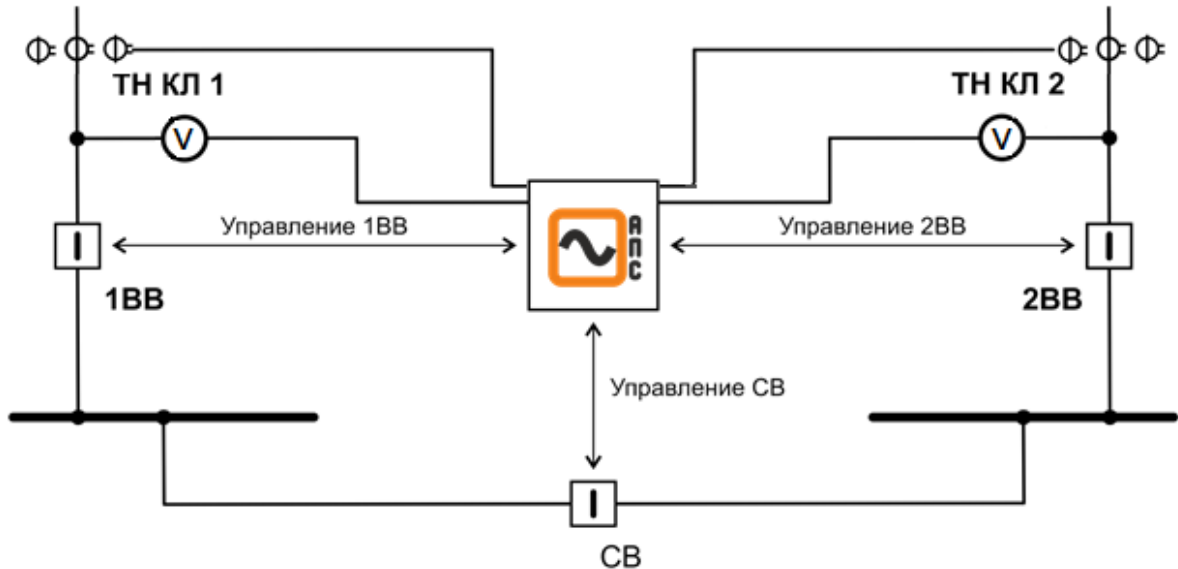 ТН КЛ 1
ТН КЛ 2
V
V
Управление 1ВВ
АПС
Управление 2ВВ
1ВВ
2ВВ
Управление СВ
СВ